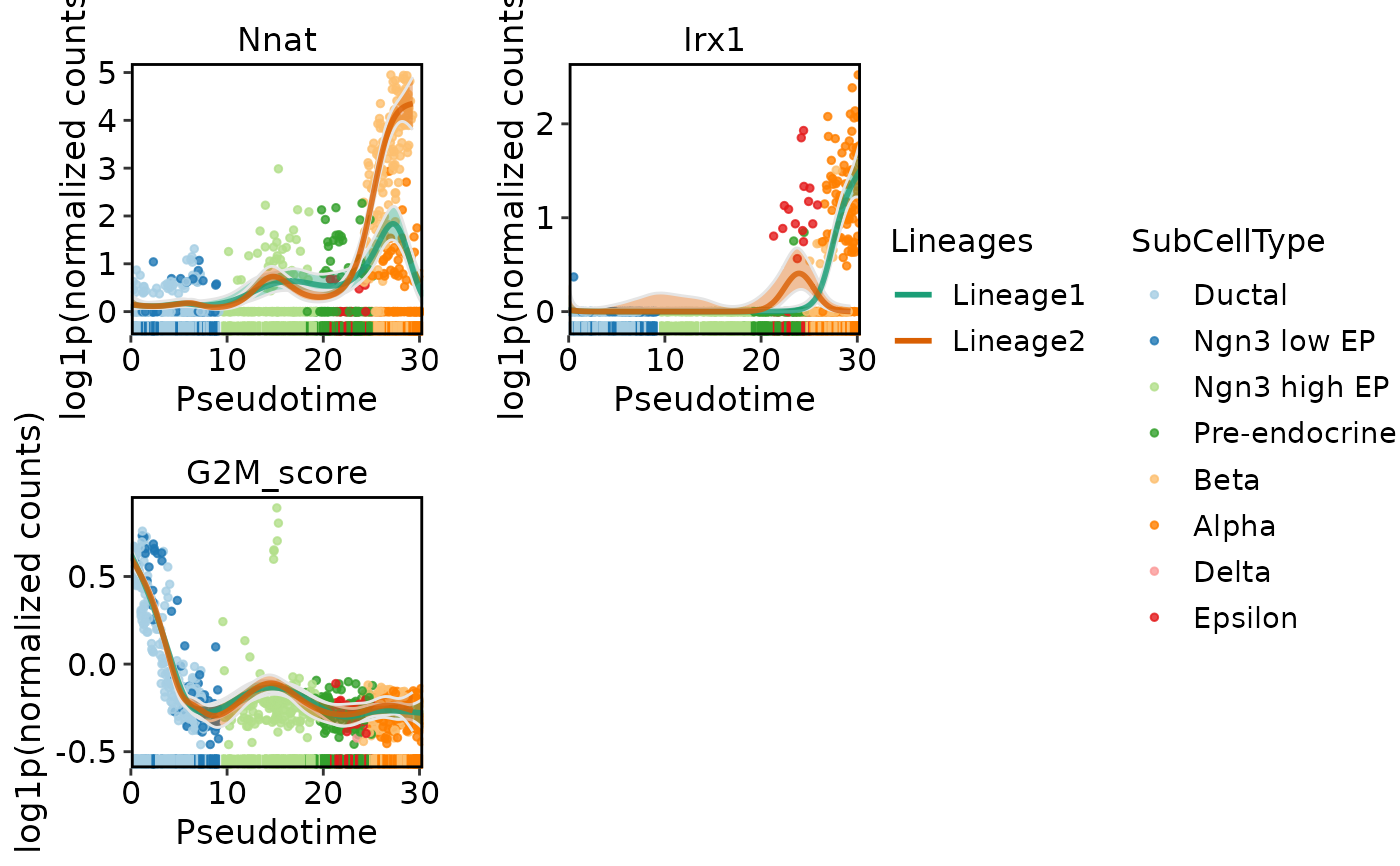 Nnat
log1p(normalized counts
5
4
3
2
1
0
0 10 20 30
Pseudotime
Irx1
log1p(normalized counts
2
1
0
0 10 20 30
Pseudotime
G2M_score
log1p(normalized counts)
0.5
0.0
-0.5
0 10 20 30
Pseudotime
Lineages
Lineage1
Lineage2
SubCellType
Ductal
Ngn3 low EP
Ngn3 high EP
Pre-endocrine
Beta
Alpha
Delta
Epsilon